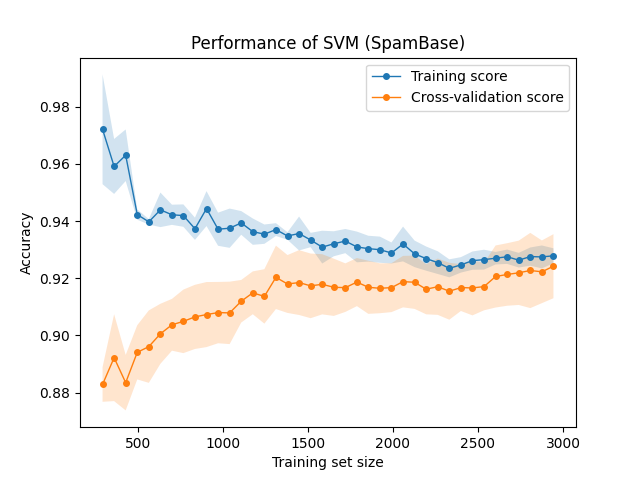 Performance of SVM (SpamBase)
Training score
Cross-validation score
0.98
0.96
0.94
0.92
0.90
0.88
Accuracy
500
1000
1500
2000
2500
3000
Training set size